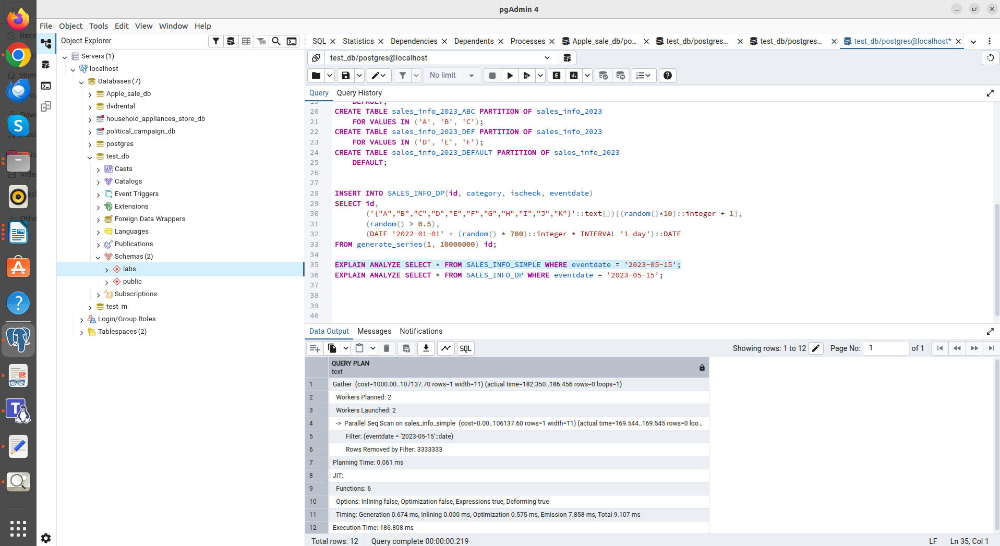 pgAdmin 4
File Object Tools Edit View Window Help
Object Explorer
SQL Statistics Dependencies Dependents Processes Apple_sale_db/po... test_db/postgres... test_db/postgres... test_db/postgres@localhost*
Servers (1)
localhost
Databases (7)
Apple_sale_db
dvdrental
household_appliances_store_db
political_campaign_db
postgres
test_db
Casts
Catalogs
Event Triggers
Extensions
Foreign Data Wrappers
Languages
Publications
Schemas (2)
labs
public
Subscriptions
test_m
Login/Group Roles
Tablespaces (2)
test_db/postgres@localhost
No limit
E
Query Query History
19 DEFAULT;
20 CREATE TABLE sales_info_2023_ABC PARTITION OF sales_info_2023
21 FOR VALUES IN ('A', 'B', 'C');
22 CREATE TABLE sales_info_2023_DEF PARTITION OF sales_info_2023
23 FOR VALUES IN ('D', 'E', 'F');
24 CREATE TABLE sales_info_2023_DEFAULT PARTITION OF sales_info_2023
25 DEFAULT;
26
27
28 INSERT INTO SALES_INFO_DP(id, category, ischeck, eventdate)
29 SELECT id,
30 ('{"A","B","C","D","E","F","G","H","I","J","K"}'::text[])[(random()*10)::integer + 1],
31 (random() > 0.5),
32 (DATE '2022-01-01' + (random() * 700)::integer * INTERVAL '1 day')::DATE
33 FROM generate_series(1, 10000000) id;
34
35 EXPLAIN ANALYZE SELECT * FROM SALES_INFO_SIMPLE WHERE eventdate = '2023-05-15';
36 EXPLAIN ANALYZE SELECT * FROM SALES_INFO_DP WHERE eventdate = '2023-05-15';
37
38
39
40
Data Output Messages Notifications
SQL Showing rows: 1 to 12 Page No: 1 of 1
QUERY PLAN
text
1 Gather (cost=1000.00..107137.70 rows=1 width=11) (actual time=182.350..186.456 rows=0 loops=1)
2 Workers Planned: 2
3 Workers Launched: 2
4 -> Parallel Seq Scan on sales_info_simple (cost=0.00..106137.60 rows=1 width=11) (actual time=169.544..169.545 rows=0 loo...
5 Filter: (eventdate = '2023-05-15'::date)
6 Rows Removed by Filter: 3333333
7 Planning Time: 0.061 ms
8 JIT:
9 Functions: 6
10 Options: Inlining false, Optimization false, Expressions true, Deforming true
11 Timing: Generation 0.674 ms, Inlining 0.000 ms, Optimization 0.575 ms, Emission 7.858 ms, Total 9.107 ms
12 Execution Time: 186.808 ms
Total rows: 12 Query complete 00:00:00.219 LF Ln 35, Col 1